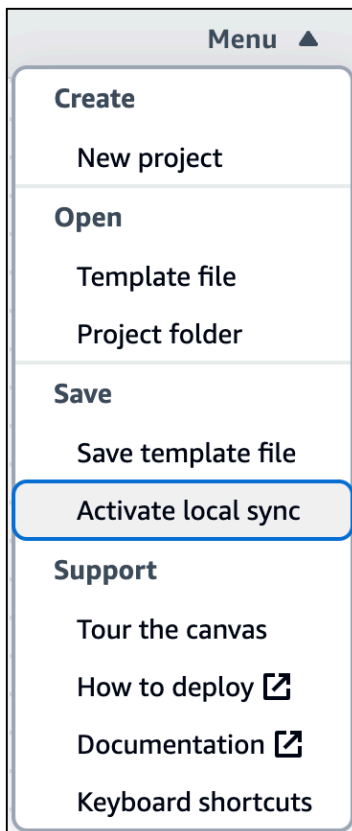 Menu
Create
New project
Open
Template file
Project folder
Save
Save template file
Activate local sync
Support
Tour the canvas
How to deploy
Documentation
Keyboard shortcuts